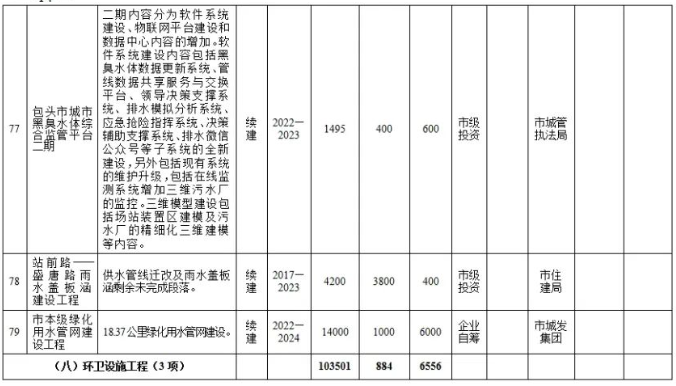 77
包头市城市
黑臭水体综
合监管平台
二期
二期内容分为软件系统
建设、物联网平台建设和
数据中心内容的增加。软
件系统建设内容包括黑
臭水体数据更新系统、管
线数据共享服务与交换
平台、领导决策支撑系
统、排水模拟分析系统、
应急抢险指挥系统、决策
辅助支撑系统、排水微信
公众号等子系统的全新
建设，另外包括现有系统
的维护升级，包括在线监
测系统增加三维污水厂
的监控。三维模型建设包
括场站装置区建模及污
水厂的精细化三维建模
等内容。
续
建
2022—
2023
1495
400
600
市级
投资
市城管
执法局
78
站前路——
盛唐路雨
水盖板涵
建设工程
供水管线迁改及雨水盖板
涵剩余未完成段落。
续
建
2017—
2023
4200
3800
400
市级
投资
市住
建局
79
市本级绿化
用水管网建
设工程
18.37公里绿化用水管网建设。
续
建
2022—
2024
14000
1000
6000
企业
自筹
市城发
集团
（八）环卫设施工程（3项）
103501
884
6556